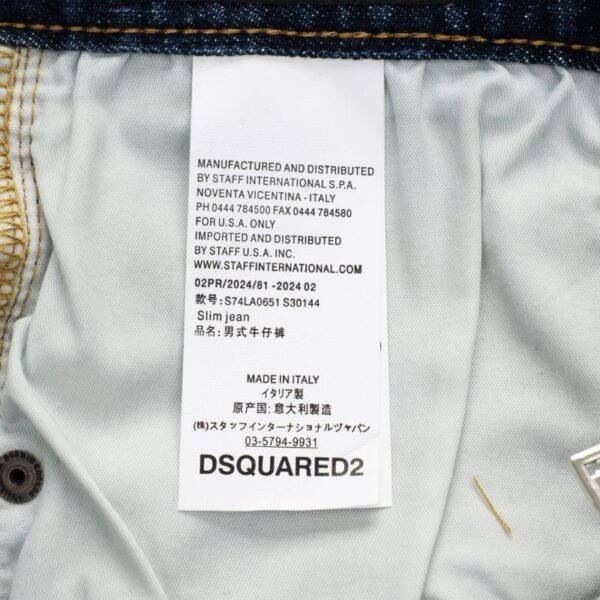 MANUFACTURED AND DISTRIBUTED
BY STAFF INTERNATIONAL S.P.A.
NOVENTA VICENTINA - ITALY
PH 0444 784500 FAX 0444 784580
FOR U.S.A. ONLY
IMPORTED AND DISTRIBUTED
BY STAFF U.S.A. INC.
WWW.STAFFINTERNATIONAL.COM
02PR/2024/81 -2024 02
款号: S74LA0651 S30144
Slim jean
品名: 男式牛仔裤
MADE IN ITALY
イタリア製
原产国: 意大利製造
(株)スタッフインターナショナルヅャパン
03-5794-9931
DSQUARED2